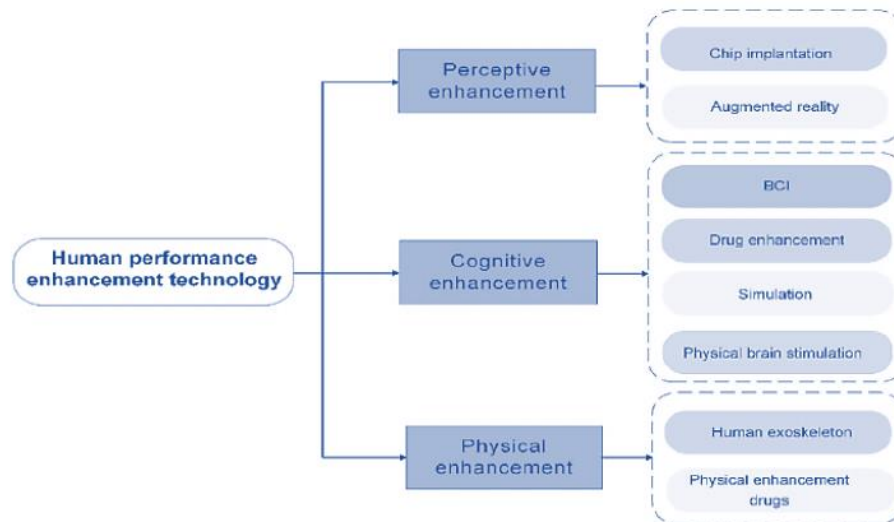 Human performance
enhancement technology
Perceptive
enhancement
Chip implantation
Augmented reality
Cognitive
enhancement
BCI
Drug enhancement
Simulation
Physical brain stimulation
Physical
enhancement
Human exoskeleton
Physical enhancement
drugs